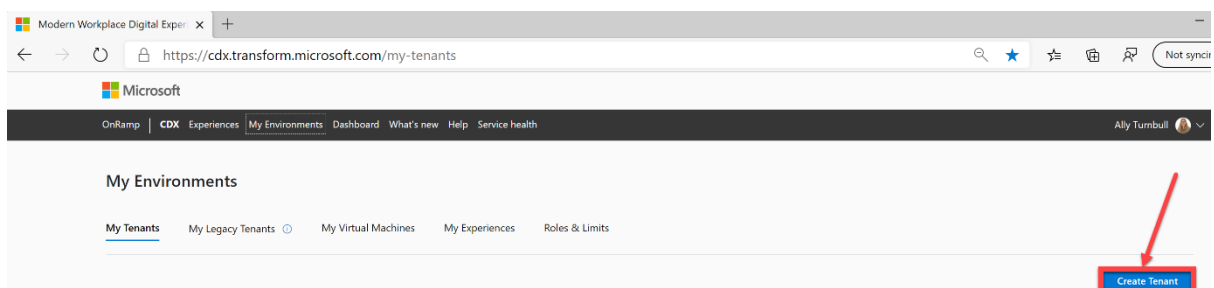 Modern Workplace Digital Exper
https://cdx.transform.microsoft.com/my-tenants
Not syncin
Microsoft
OnRamp | CDX Experiences My Environments Dashboard What's new Help Service health Ally Turnbull
My Environments
My Tenants My Legacy Tenants My Virtual Machines My Experiences Roles & Limits
Create Tenant